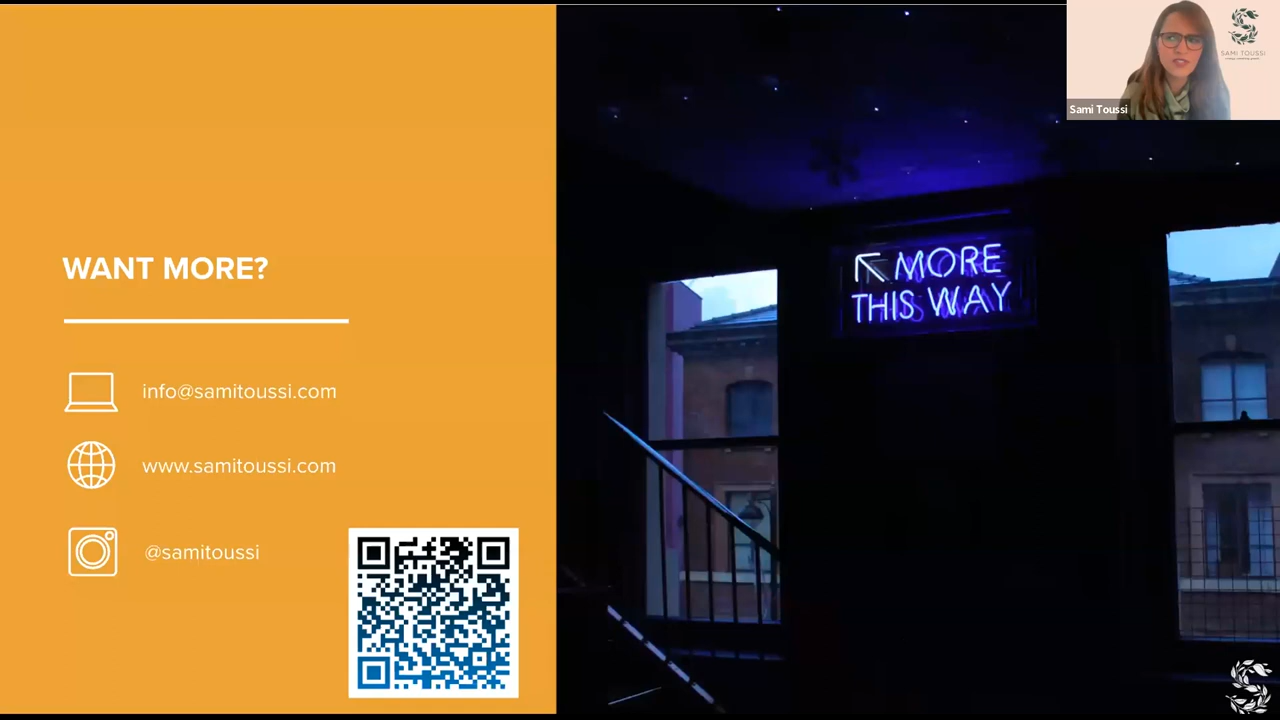 WANT MORE?
info@samitoussi.com
www.samitoussi.com
@samitoussi
MORE
THIS WAY
SAMI TOUSSI
Sami Toussi